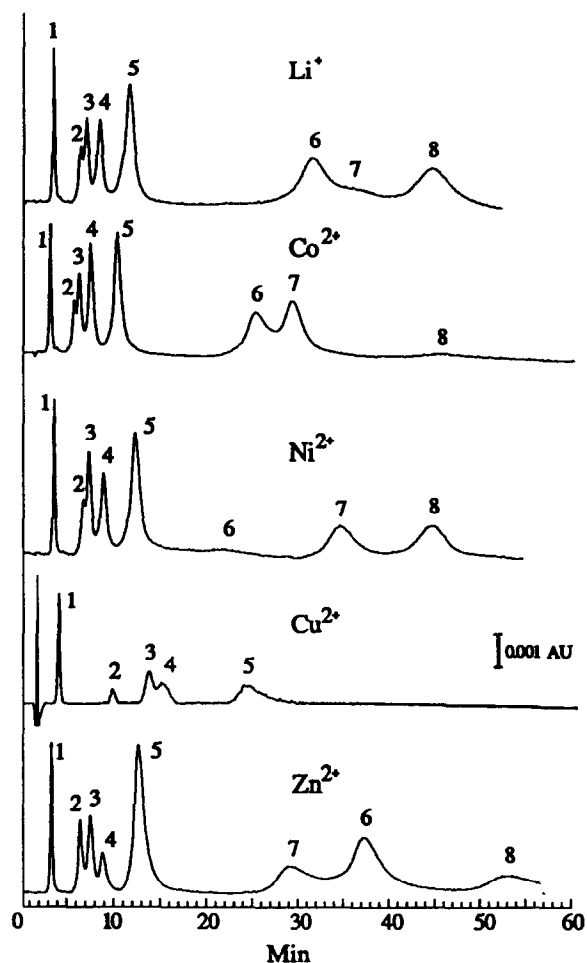 1 2 3 4 5 Li⁺ 6 7 8
1 2 3 4 5 Co²⁺ 6 7 8
1 2 3 4 5 Ni²⁺ 6 7 8
1 2 3 4 5 Cu²⁺ 0.001 AU
1 2 3 4 5 Zn²⁺ 7 6 8
0 10 20 30 40 50 60
Min